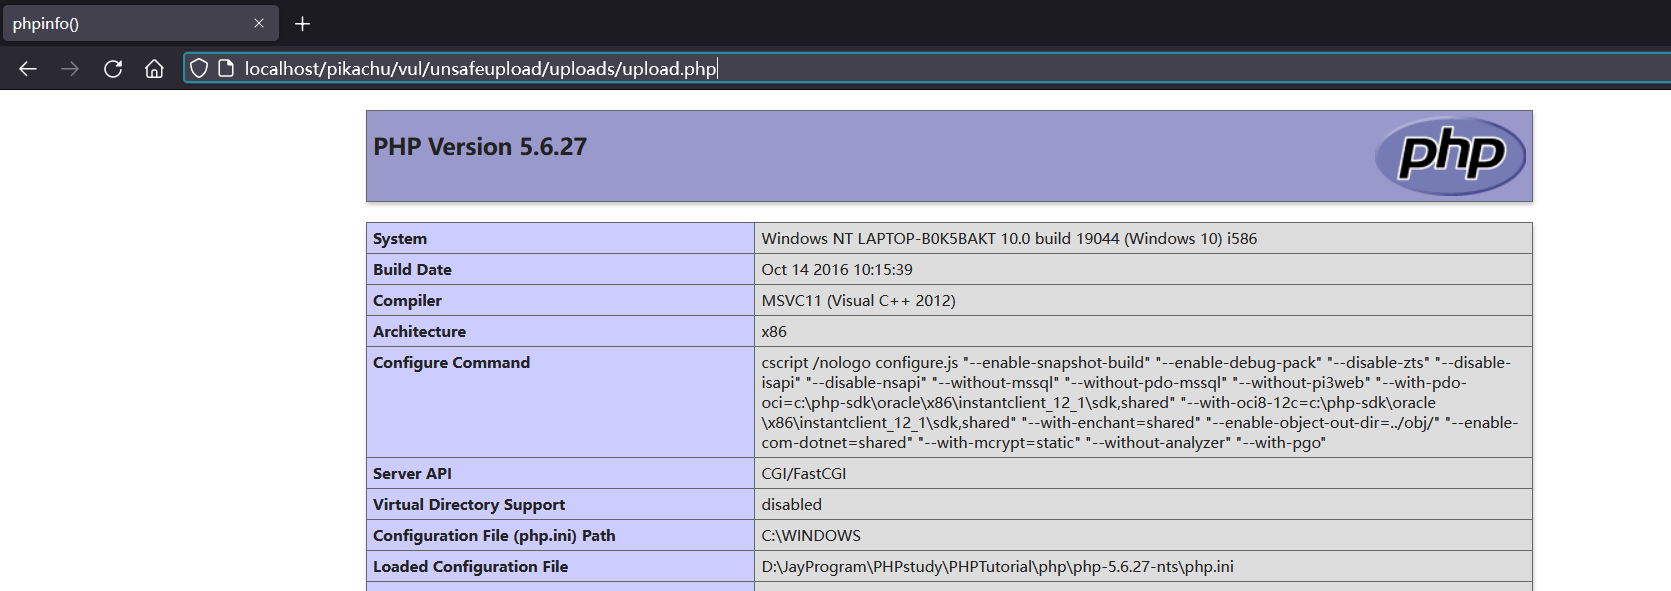 phpinfo()
localhost/pikachu/vul/unsafeupload/uploads/upload.php
PHP Version 5.6.27
php
System Windows NT LAPTOP-B0K5BAKT 10.0 build 19044 (Windows 10) i586
Build Date Oct 14 2016 10:15:39
Compiler MSVC11 (Visual C++ 2012)
Architecture x86
Configure Command cscript /nologo configure.js "--enable-snapshot-build" "--enable-debug-pack" "--disable-zts" "--disable-
isapi" "--disable-nsapi" "--without-mssql" "--without-pdo-mssql" "--without-pi3web" "--with-pdo-
oci=c:\php-sdk\oracle\x86\instantclient_12_1\sdk,shared" "--with-oci8-12c=c:\php-sdk\oracle
\x86\instantclient_12_1\sdk,shared" "--with-enchant=shared" "--enable-object-out-dir=../obj/" "--enable-
com-dotnet=shared" "--with-mcrypt=static" "--without-analyzer" "--with-pgo"
Server API CGI/FastCGI
Virtual Directory Support disabled
Configuration File (php.ini) Path C:\WINDOWS
Loaded Configuration File D:\JayProgram\PHPstudy\PHPTutorial\php\php-5.6.27-nts\php.ini